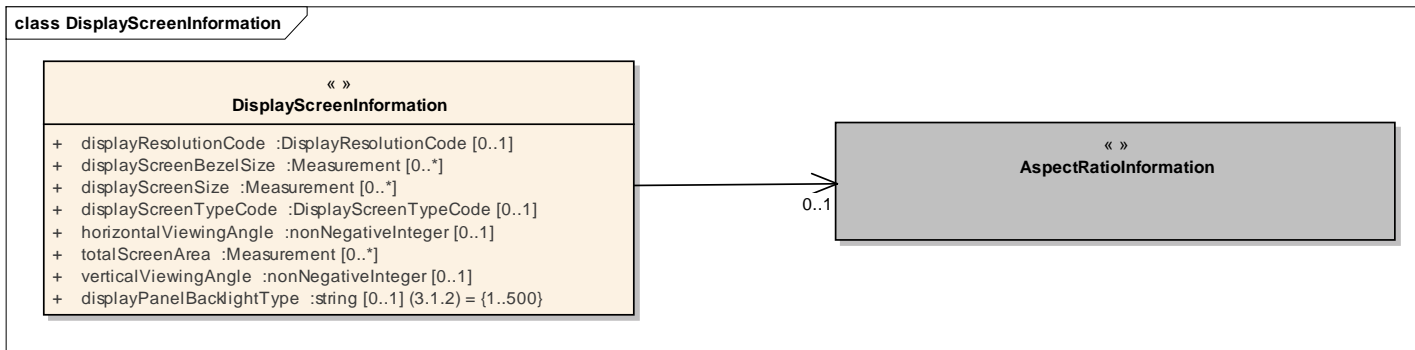 class DisplayScreenInformation
« »
DisplayScreenInformation
+ displayResolutionCode :DisplayResolutionCode [0..1]
+ displayScreenBezelSize :Measurement [0..*]
+ displayScreenSize :Measurement [0..*]
+ displayScreenTypeCode :DisplayScreenTypeCode [0..1]
+ horizontalViewingAngle :nonNegativeInteger [0..1]
+ totalScreenArea :Measurement [0..*]
+ verticalViewingAngle :nonNegativeInteger [0..1]
+ displayPanelBacklightType :string [0..1] (3.1.2) = {1..500}
0..1
« »
AspectRatioInformation